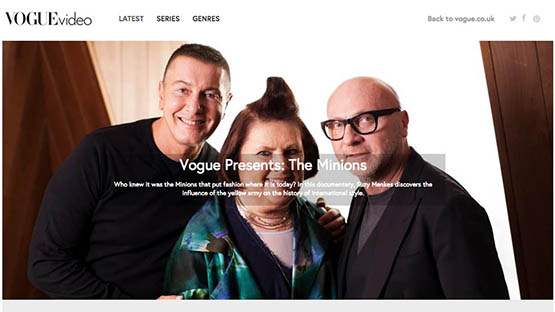 VOGUEvideo LATEST SERIES GENRES Back to vogue.co.uk
Vogue Presents: The Minions
Who knew it was the Minions that put fashion where it is today? In this documentary, Suzy Menkes discovers the
influence of the yellow army on the history of international style.